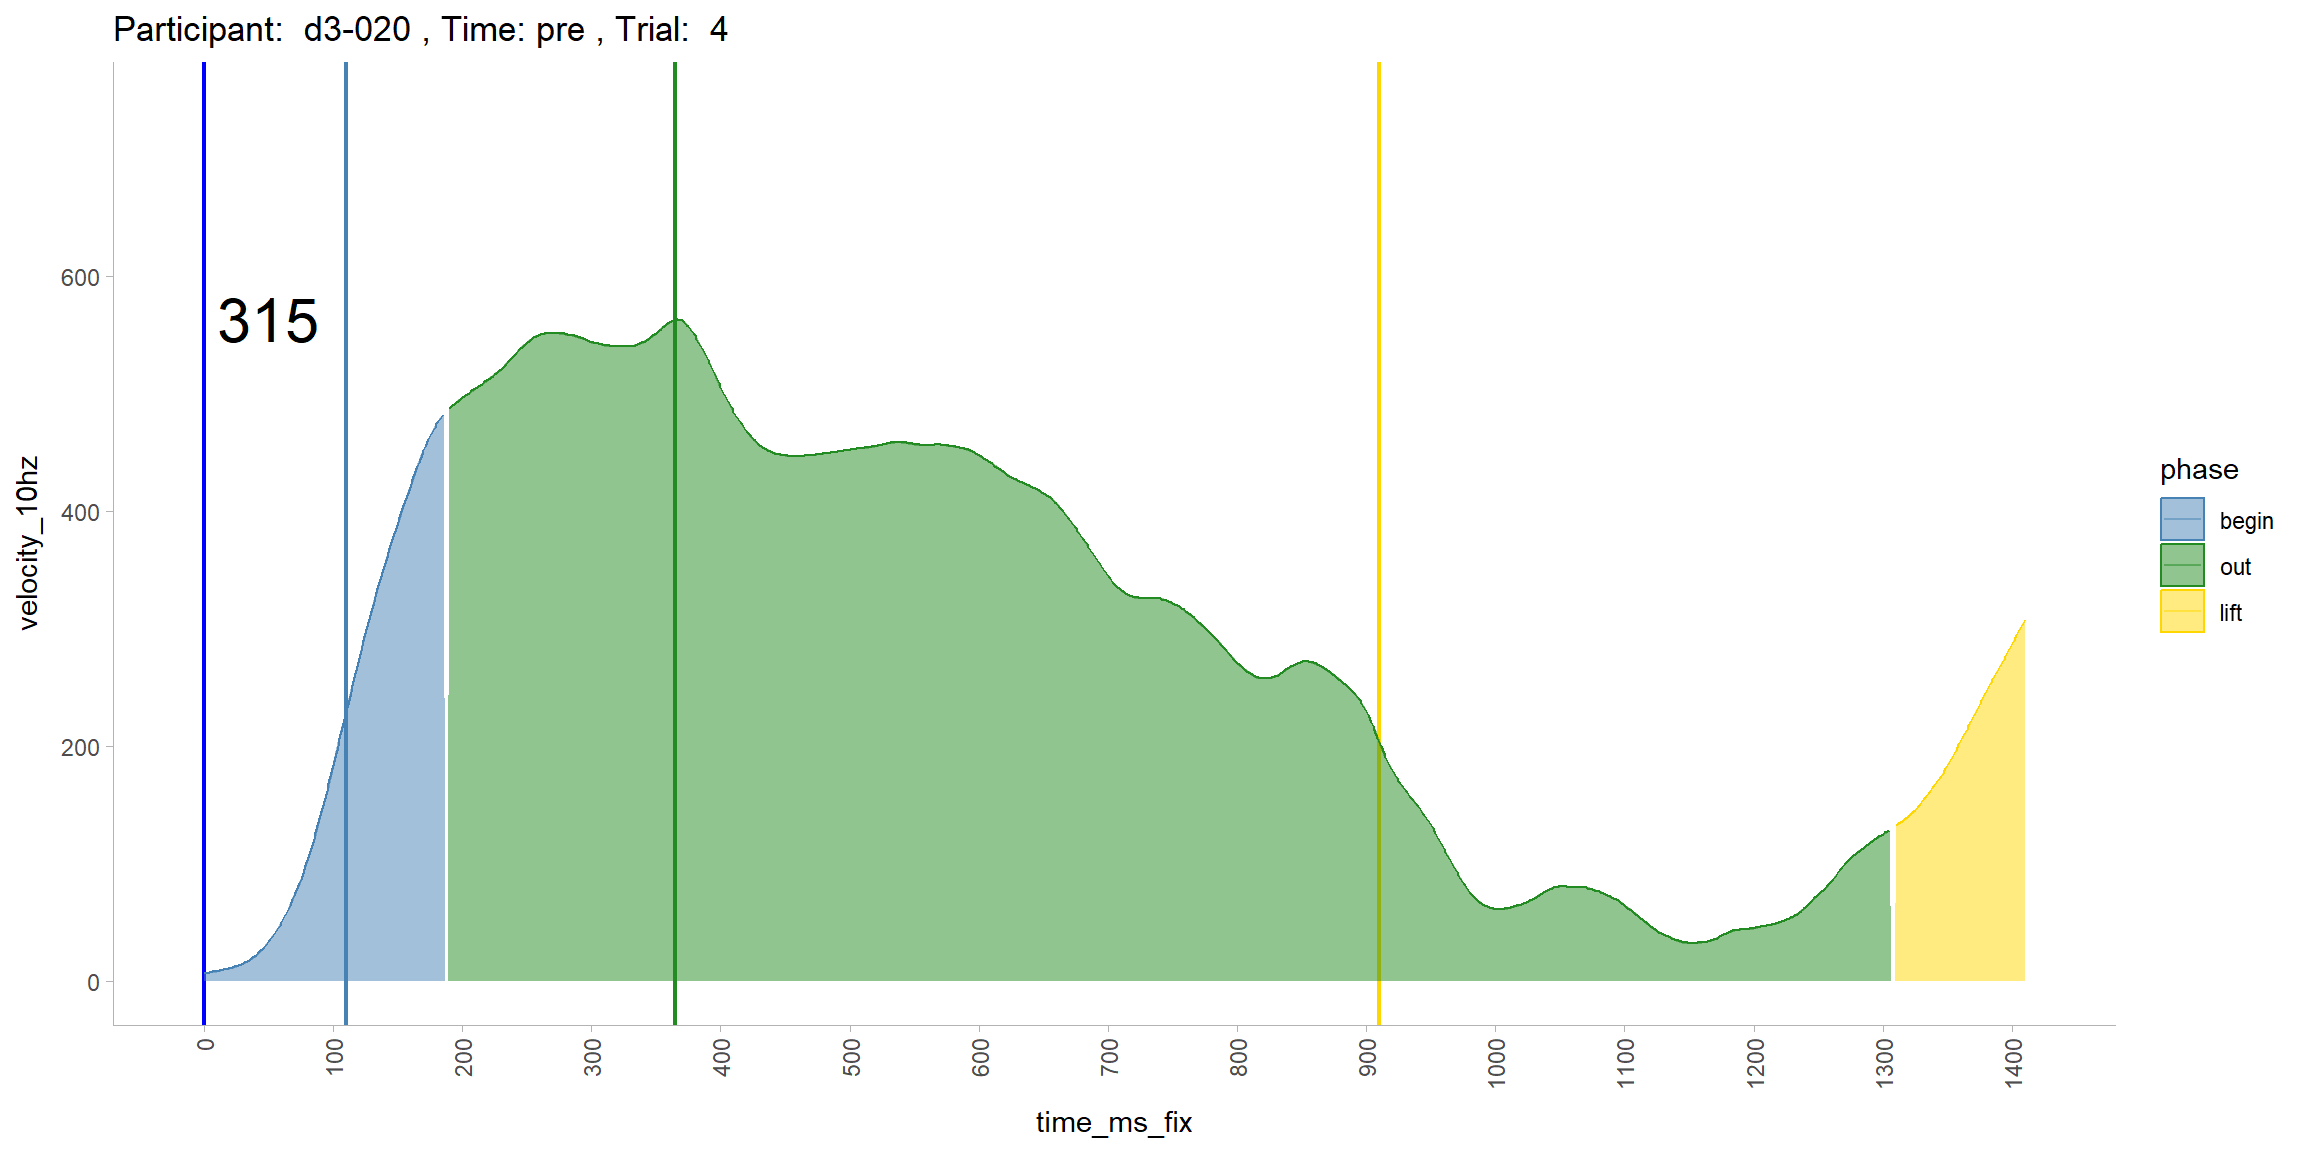 Participant:  d3-020 , Time: pre , Trial:  4
velocity_10hz
600
400
200
0
315
0
100
200
300
400
500
600
700
800
900
1000
1100
1200
1300
1400
time_ms_fix
phase
begin
out
lift